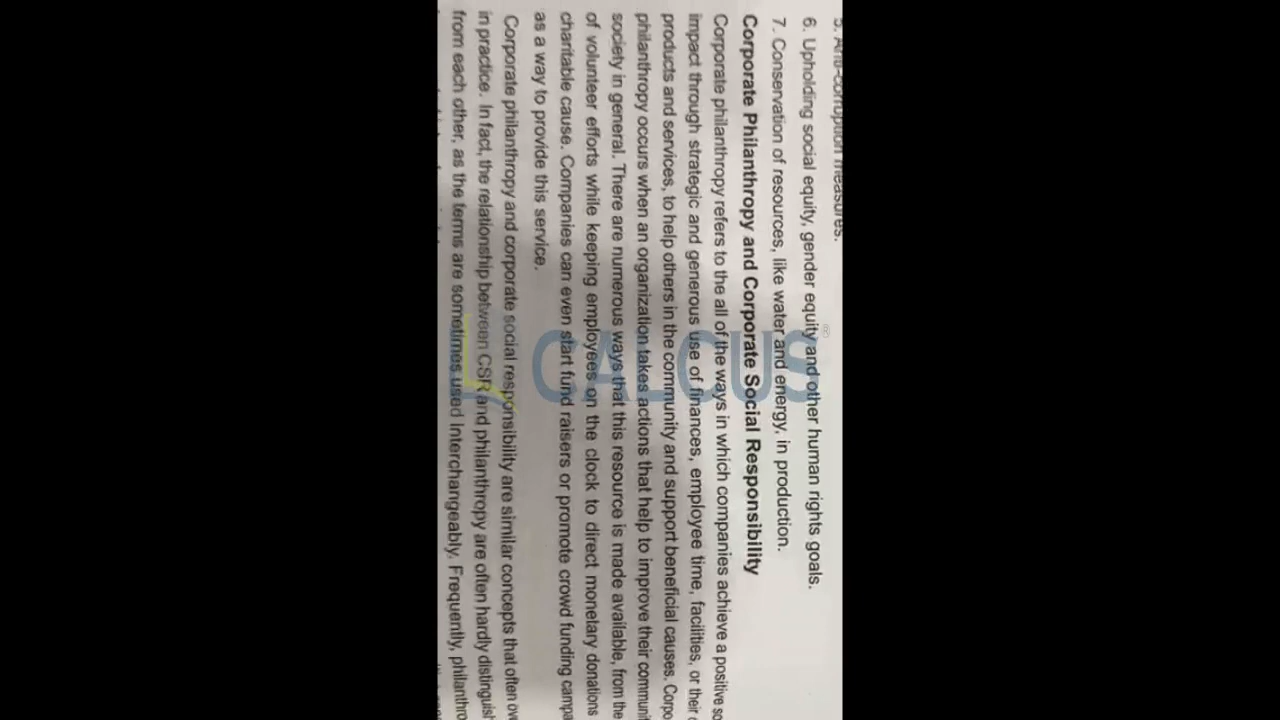 5. Anti-corruption measures.
6. Upholding social equity, gender equity and other human rights goals.
7. Conservation of resources, like water and energy, in production.
Corporate Philanthropy and Corporate Social Responsibility
Corporate philanthropy refers to the all of the ways in which companies achieve a positive so
impact through strategic and generous use of finances, employee time, facilities, or their
products and services, to help others in the community and support beneficial causes. Corpo
philanthropy occurs when an organization takes actions that help to improve their communit
society in general. There are numerous ways that this resource is made available, from the
of volunteer efforts while keeping employees on the clock to direct monetary donations
charitable cause. Companies can even start fund raisers or promote crowd funding campa
as a way to provide this service.
Corporate philanthropy and corporate social responsibility are similar concepts that often ov
in practice. In fact, the relationship between CSR and philanthropy are often hardly distinguish
from each other, as the terms are sometimes used Interchangeably. Frequently, philanthro
CALCUS